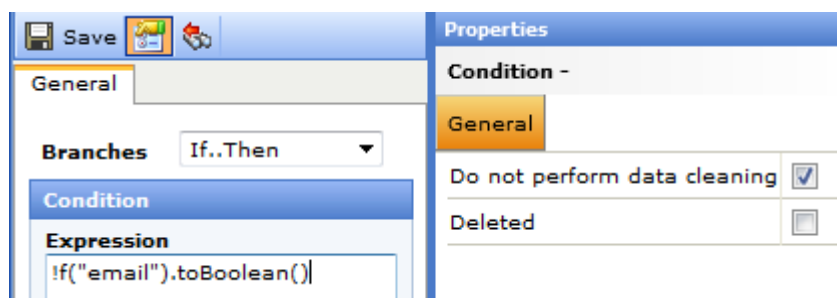 Save
General
Branches If..Then
Condition
Expression
!f("email").toBoolean()
Properties
Condition -
General
Do not perform data cleaning
Deleted